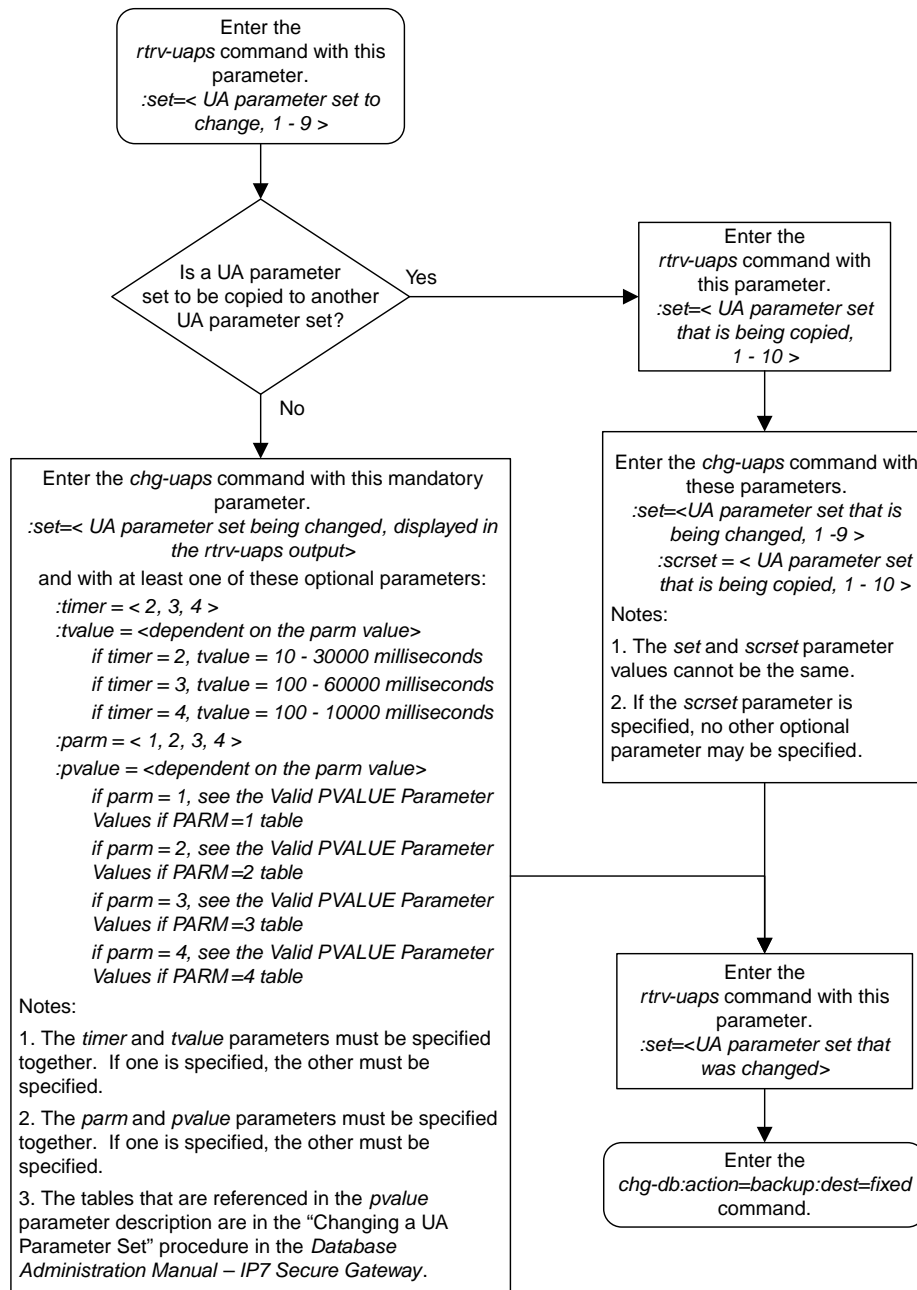 Enter the
rtrv-uaps command with this
parameter.
:set=< UA parameter set to
change, 1 - 9 >
Is a UA parameter
set to be copied to another
UA parameter set?
Yes
No
Enter the
rtrv-uaps command with
this parameter.
:set=< UA parameter set
that is being copied,
1 - 10 >
Enter the chg-uaps command with
these parameters.
:set=<UA parameter set that is
being changed, 1 -9 >
:scrset = < UA parameter set
that is being copied, 1 - 10 >
Notes:
1. The set and scrset parameter
values cannot be the same.
2. If the scrset parameter is
specified, no other optional
parameter may be specified.
Enter the chg-uaps command with this mandatory
parameter.
:set=< UA parameter set being changed, displayed in
the rtrv-uaps output>
and with at least one of these optional parameters:
:timer = < 2, 3, 4 >
:tvalue = <dependent on the parm value>
if timer = 2, tvalue = 10 - 30000 milliseconds
if timer = 3, tvalue = 100 - 60000 milliseconds
if timer = 4, tvalue = 100 - 10000 milliseconds
:parm = < 1, 2, 3, 4 >
:pvalue = <dependent on the parm value>
if parm = 1, see the Valid PVALUE Parameter
Values if PARM=1 table
if parm = 2, see the Valid PVALUE Parameter
Values if PARM=2 table
if parm = 3, see the Valid PVALUE Parameter
Values if PARM=3 table
if parm = 4, see the Valid PVALUE Parameter
Values if PARM=4 table
Notes:
1. The timer and tvalue parameters must be specified
together.  If one is specified, the other must be
specified.
2. The parm and pvalue parameters must be specified
together.  If one is specified, the other must be
specified.
3. The tables that are referenced in the pvalue
parameter description are in the “Changing a UA
Parameter Set” procedure in the Database
Administration Manual – IP7 Secure Gateway.
Enter the
rtrv-uaps command with this
parameter.
:set=<UA parameter set that
was changed>
Enter the
chg-db:action=backup:dest=fixed
command.